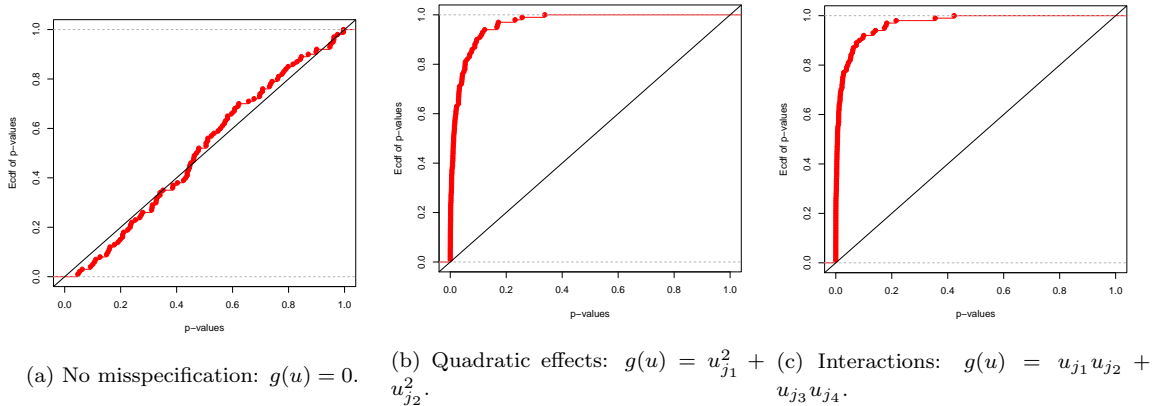 Ecdf of p−values
1.0
0.8
0.6
0.4
0.2
0.0
0.0 0.2 0.4 0.6 0.8 1.0
p−values
Ecdf of p−values
1.0
0.8
0.6
0.4
0.2
0.0
0.0 0.2 0.4 0.6 0.8 1.0
p−values
Ecdf of p−values
1.0
0.8
0.6
0.4
0.2
0.0
0.0 0.2 0.4 0.6 0.8 1.0
p−values
(a) No misspecification: g(u) = 0.
(b) Quadratic effects: g(u) = u²_{j₁} +
u²_{j₂}.
(c) Interactions: g(u) = u_{j₁}u_{j₂} +
u_{j₃}u_{j₄}.